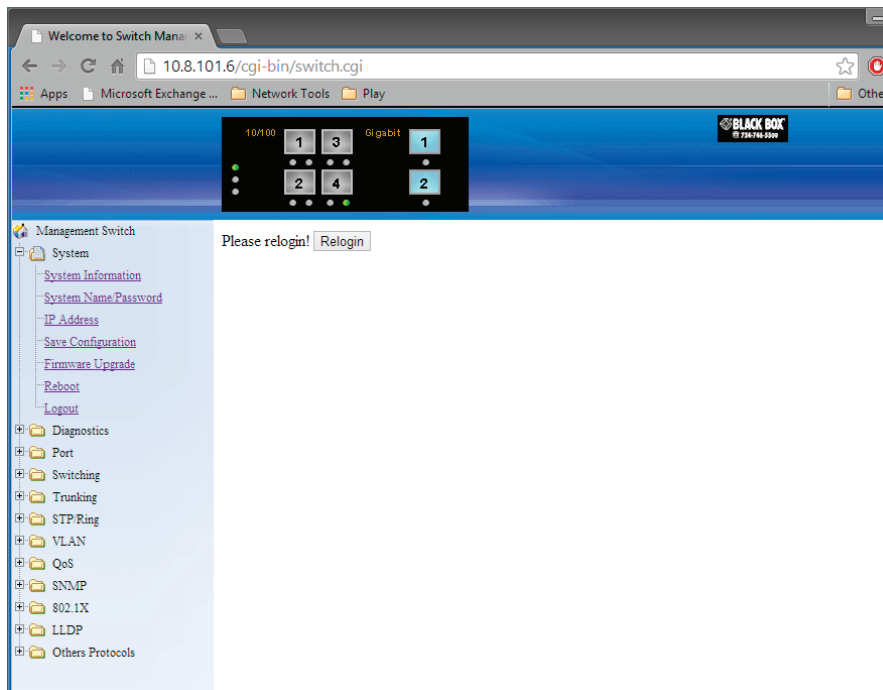 Welcome to Switch Mana
10.8.101.6/cgi-bin/switch.cgi
Apps Microsoft Exchange ... Network Tools Play Othe
10/100 1 3 Gigabit 1
2 4 2
BLACK BOX
724-746-5500
Management Switch
System
System Information
System Name/Password
IP Address
Save Configuration
Firmware Upgrade
Reboot
Logout
Diagnostics
Port
Switching
Trunking
STP/Ring
VLAN
QoS
SNMP
802.1X
LLDP
Others Protocols
Please relogin! Relogin